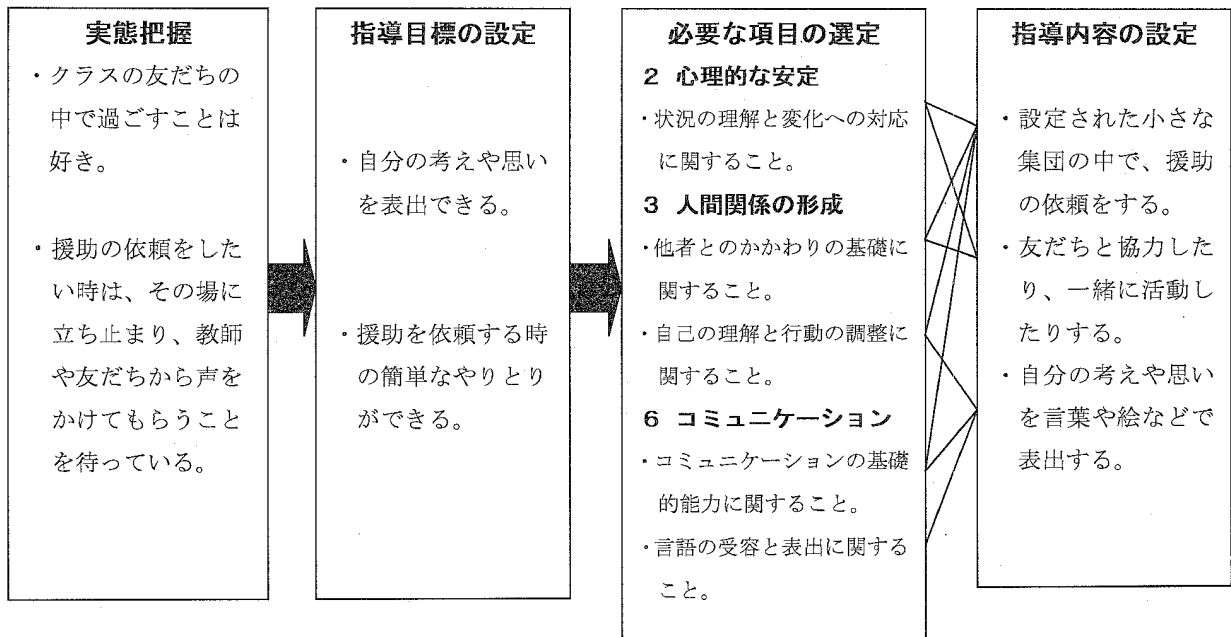 実態把握
・クラスの友だちの
中で過ごすことは
好き。
・援助の依頼をした
い時は、その場に
立ち止まり、教師
や友だちから声を
かけてもらうこと
を待っている。
指導目標の設定
・自分の考えや思い
を表出できる。
・援助を依頼する時
の簡単なやりとり
ができる。
必要な項目の選定
2 心理的な安定
・状況の理解と変化への対応
に関すること。
3 人間関係の形成
・他者とのかかわりの基礎に
関すること。
・自己の理解と行動の調整に
関すること。
6 コミュニケーション
・コミュニケーションの基礎
的能力に関すること。
・言語の受容と表出に関する
こと。
指導内容の設定
・設定された小さな
集団の中で、援助
の依頼をする。
・友だちと協力した
り、一緒に活動し
たりする。
・自分の考えや思い
を言葉や絵などで
表出する。